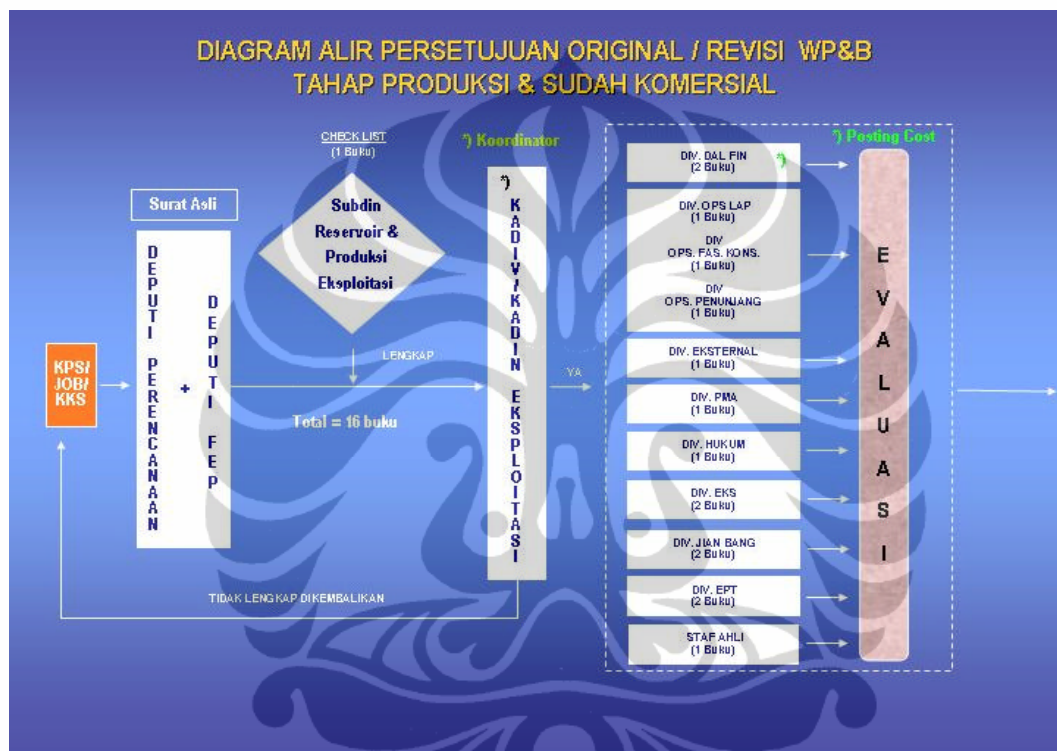 DIAGRAM ALIR PERSETUJUAN ORIGINAL / REVISI WP&B
TAHAP PRODUKSI & SUDAH KOMERSIAL
CHECK LIST
(1 Buku)
*) Koordinator
*) Posting Cost
Surat Asli
Subdin
Reservoir &
Produksi
Eksploitasi
KPS/
JOB/
KKS
DEPUTI PERENCANAAN
+
DEPUTI FEP
LENGKAP
Total = 16 buku
*)
KADIV/KADIN EKSPLOITASI
YA
TIDAK LENGKAP DIKEMBALIKAN
DIV. DAL FIN
(2 Buku)
*)
DIV. OPS LAP
(1 Buku)
DIV
OPS. FAS. KONS.
(1 Buku)
DIV
OPS. PENUNJANG
(1 Buku)
DIV. EKSTERNAL
(1 Buku)
DIV. PMA
(1 Buku)
DIV. HUKUM
(1 Buku)
DIV. EKS
(2 Buku)
DIV. JIAN BANG
(2 Buku)
DIV. EPT
(2 Buku)
STAF AHLI
(1 Buku)
EVALUASI